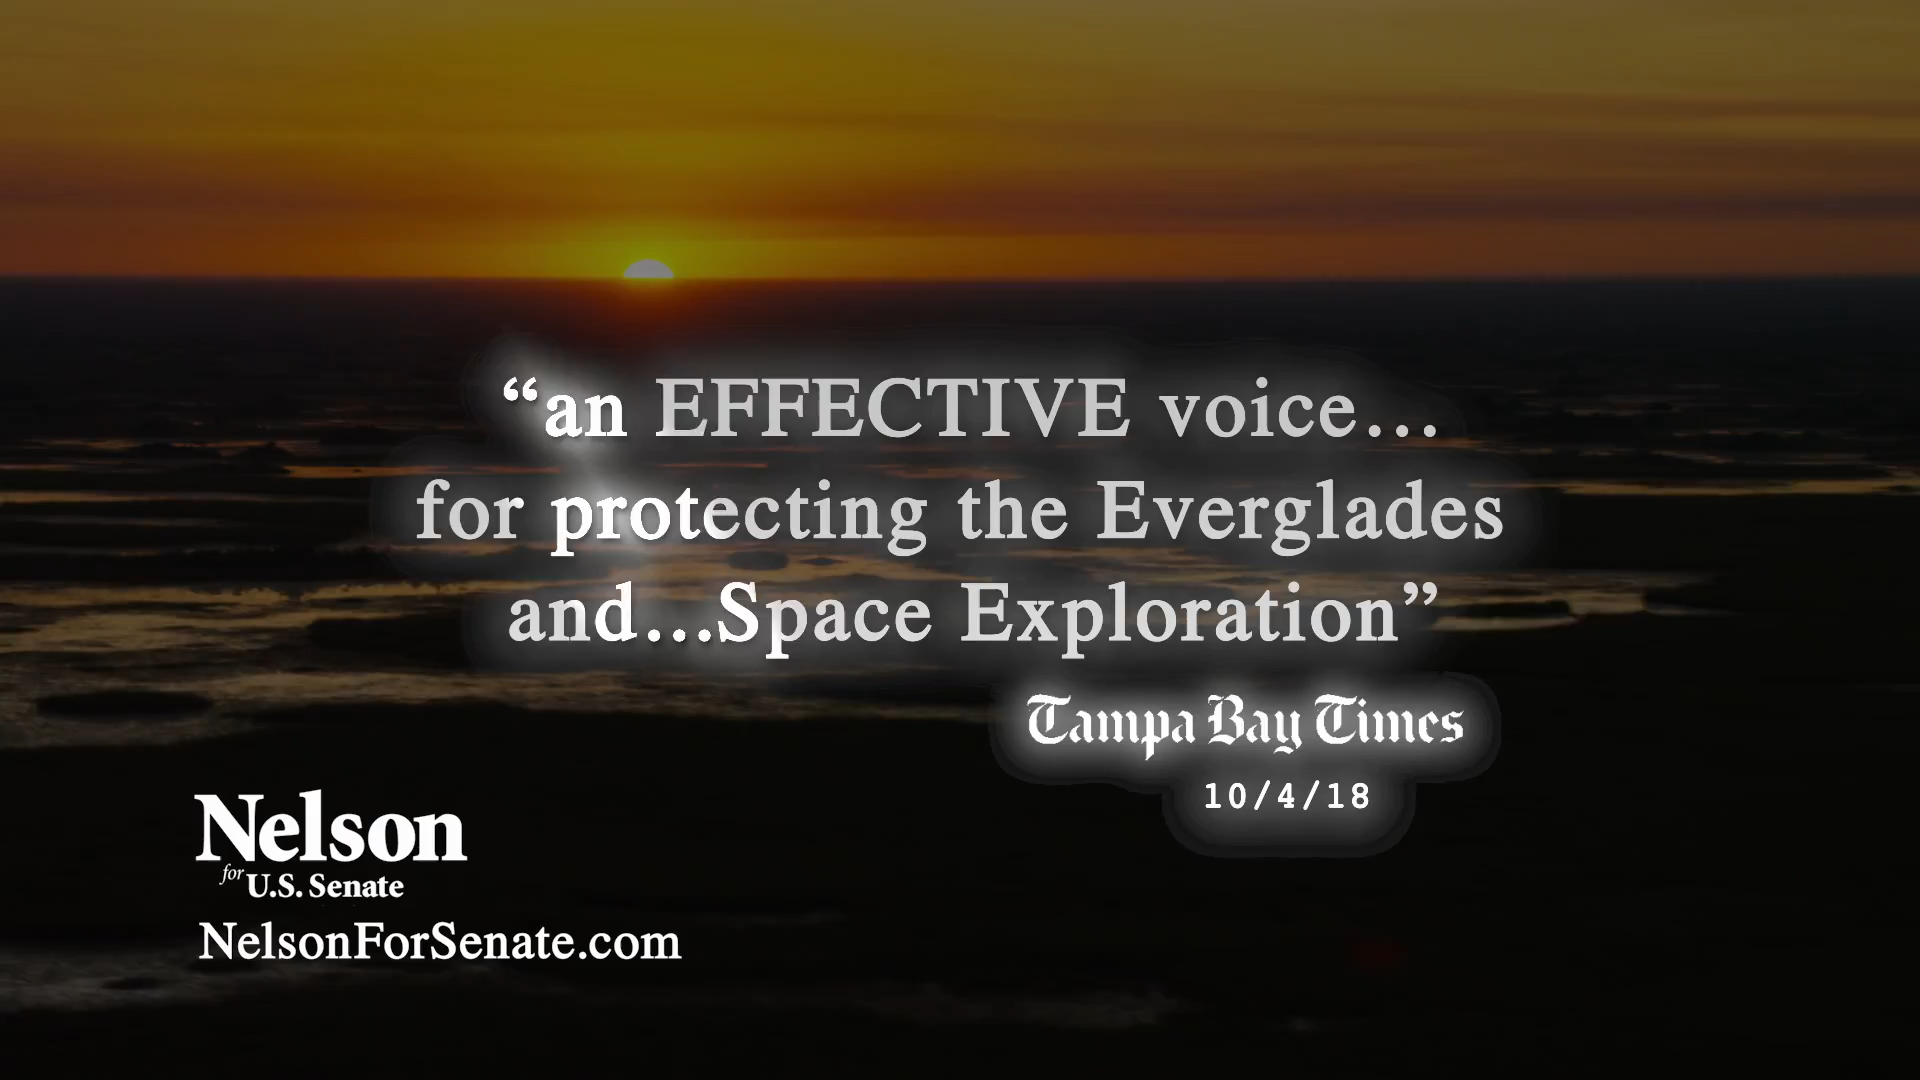 “an EFFECTIVE voice...
for protecting the Everglades
and...Space Exploration”
Tampa Bay Times
10/4/18
Nelson
for U.S. Senate
NelsonForSenate.com